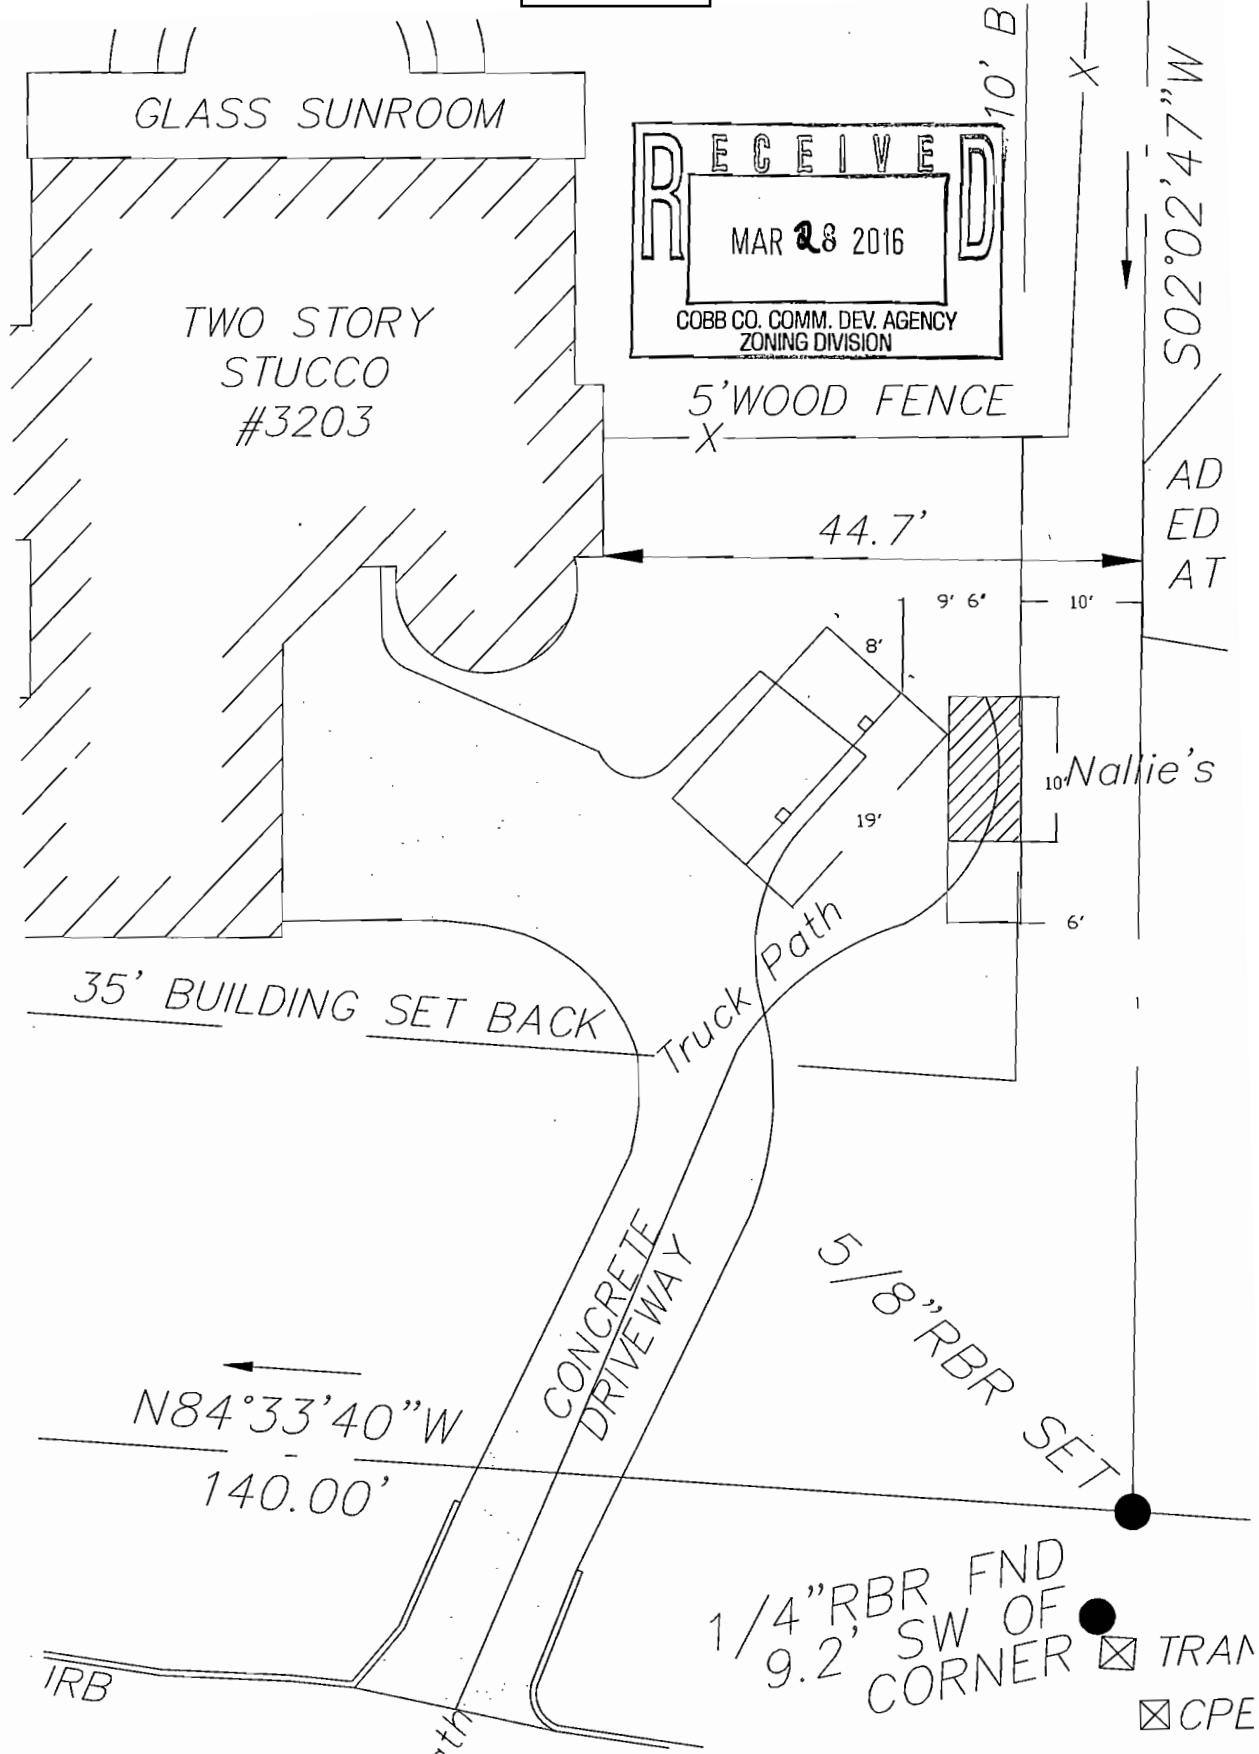 GLASS SUNROOM
10' B
X
S02°02'47"W
RECEIVED
MAR 28 2016
COBB CO. COMM. DEV. AGENCY
ZONING DIVISION
TWO STORY
STUCCO
#3203
5'WOOD FENCE
X
44.7'
AD
ED
AT
9' 6"
10'
8'
10'
Nallie's
19'
6'
Truck Path
35' BUILDING SET BACK
CONCRETE
DRIVEWAY
5/8"RBR SET
N84°33'40"W
140.00'
1/4"RBR FND
9.2' SW OF
CORNER
TRAN
CPE